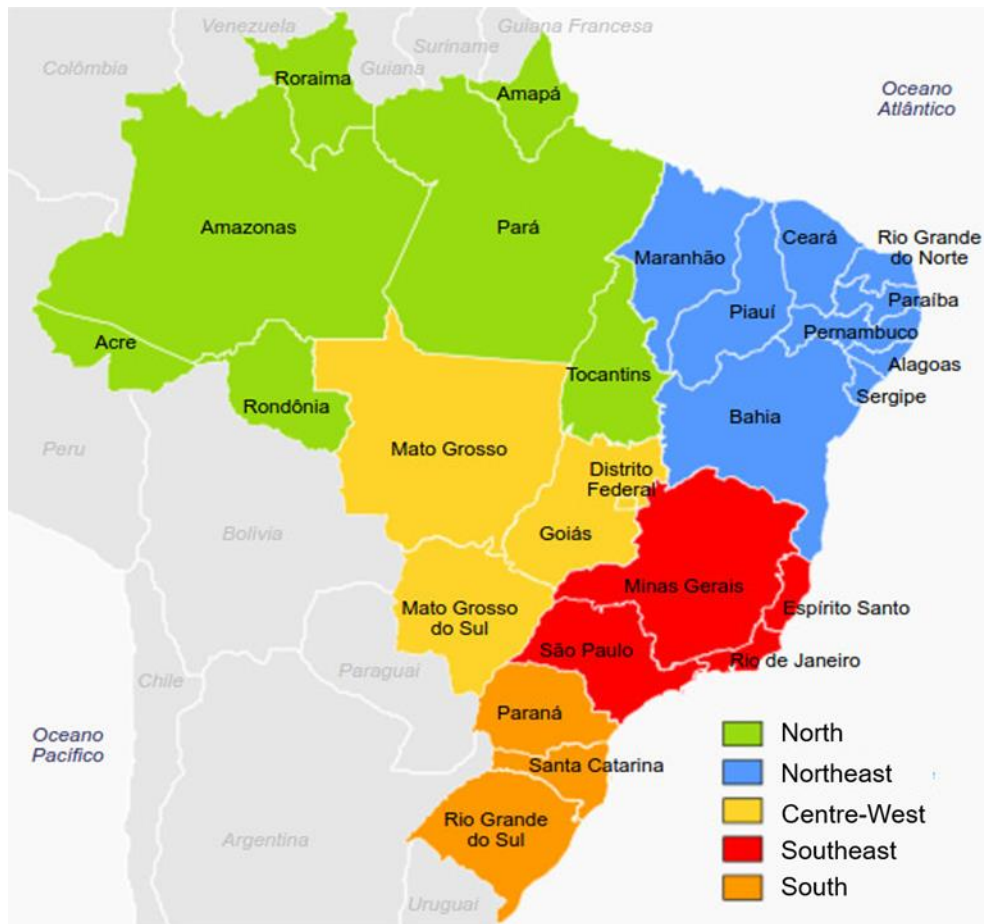 Venezuela
Suriname
Guiana Francesa
Colômbia
Guiana
Roraima
Amapá
Oceano
Atlântico
Amazonas
Pará
Maranhão
Ceará
Rio Grande
do Norte
Piauí
Paraíba
Pernambuco
Acre
Alagoas
Tocantins
Sergipe
Rondônia
Bahia
Peru
Mato Grosso
Distrito
Federal
Bolívia
Goiás
Minas Gerais
Mato Grosso
do Sul
Espírito Santo
São Paulo
Rio de Janeiro
Paraguai
Chile
Paraná
Oceano
Pacífico
Santa Catarina
Rio Grande
do Sul
Argentina
Uruguai
North
Northeast
Centre-West
Southeast
South